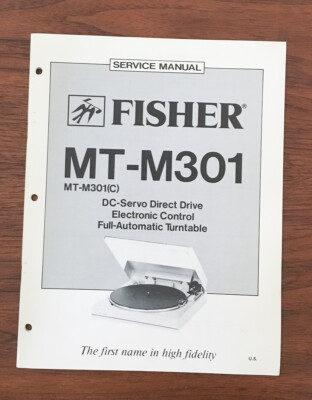 SERVICE MANUAL
FISHER®
MT-M301
MT-M301(C)
DC-Servo Direct Drive
Electronic Control
Full-Automatic Turntable
The first name in high fidelity
U.S.